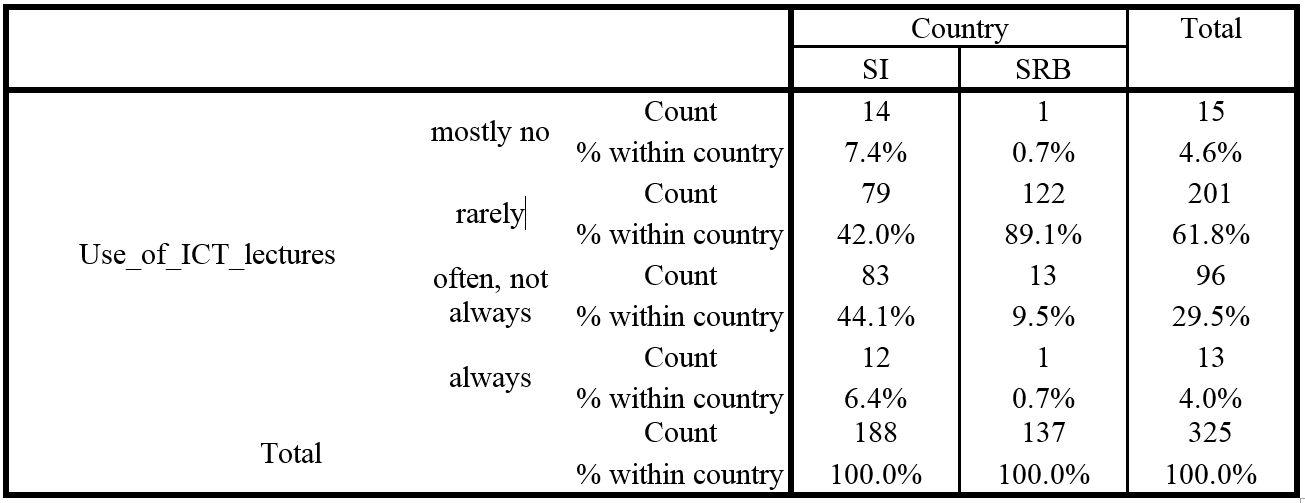 Country Total
SI SRB
Use_of_ICT_lectures
mostly no
Count 14 1 15
% within country 7.4% 0.7% 4.6%
rarely
Count 79 122 201
% within country 42.0% 89.1% 61.8%
often, not
always
Count 83 13 96
% within country 44.1% 9.5% 29.5%
always
Count 12 1 13
% within country 6.4% 0.7% 4.0%
Total
Count 188 137 325
% within country 100.0% 100.0% 100.0%